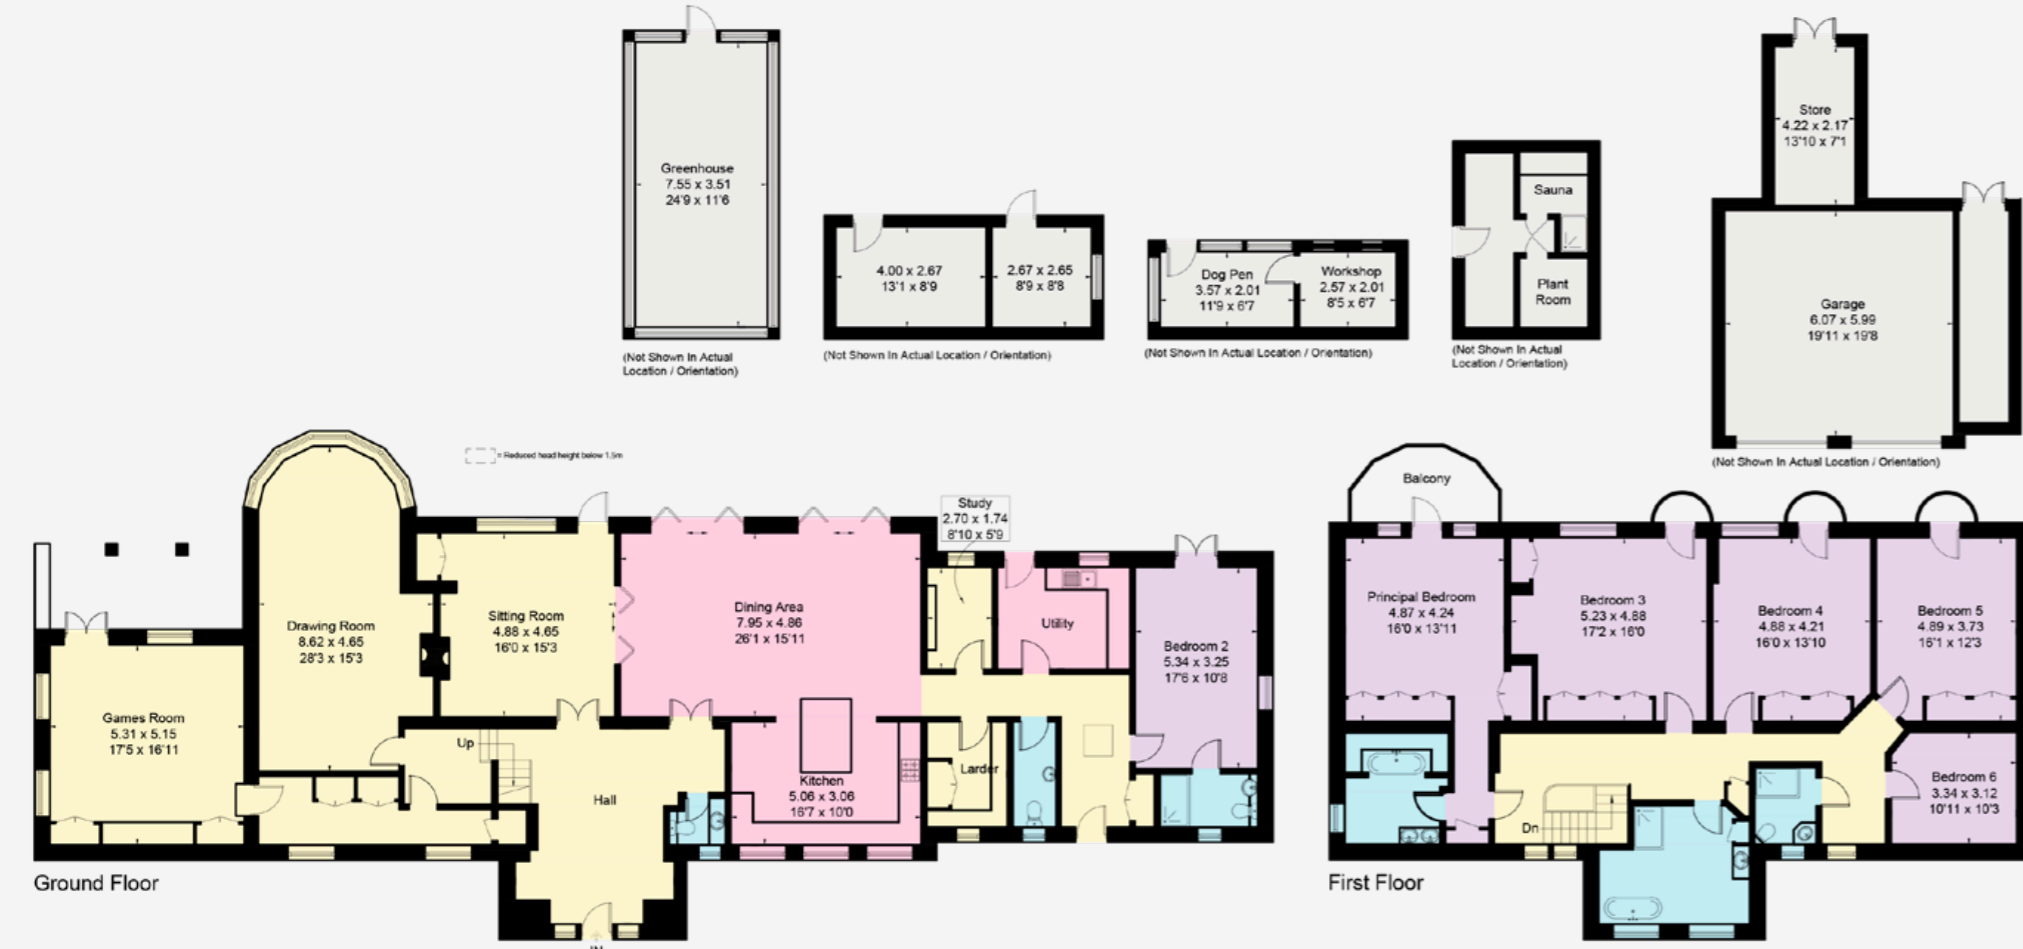 Greenhouse
7.55 x 3.51
24'9 x 11'6
(Not Shown In Actual
Location / Orientation)
4.00 x 2.67
13'1 x 8'9
2.67 x 2.65
8'9 x 8'8
(Not Shown In Actual Location / Orientation)
Dog Pen
3.57 x 2.01
11'9 x 6'7
Workshop
2.57 x 2.01
8'5 x 6'7
(Not Shown In Actual Location / Orientation)
Sauna
Plant
Room
(Not Shown In Actual
Location / Orientation)
Store
4.22 x 2.17
13'10 x 7'1
Garage
6.07 x 5.99
19'11 x 19'8
(Not Shown In Actual Location / Orientation)
= Reduced head height below 1.5m
Games Room
5.31 x 5.15
17'5 x 16'11
Drawing Room
8.62 x 4.65
28'3 x 15'3
Sitting Room
4.88 x 4.65
16'0 x 15'3
Dining Area
7.95 x 4.86
26'1 x 15'11
Study
2.70 x 1.74
8'10 x 5'9
Utility
Bedroom 2
5.34 x 3.25
17'6 x 10'8
Up
Hall
Kitchen
5.06 x 3.06
16'7 x 10'0
Larder
IN
Ground Floor
Balcony
Principal Bedroom
4.87 x 4.24
16'0 x 13'11
Bedroom 3
5.23 x 4.88
17'2 x 16'0
Bedroom 4
4.88 x 4.21
16'0 x 13'10
Bedroom 5
4.89 x 3.73
16'1 x 12'3
Bedroom 6
3.34 x 3.12
10'11 x 10'3
Dn
First Floor